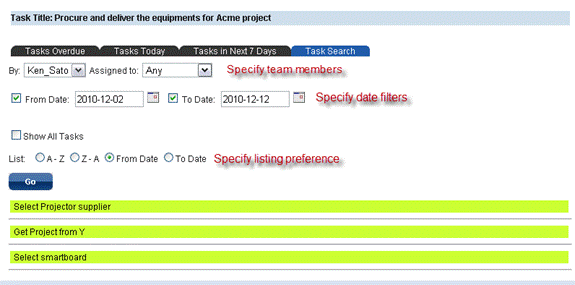 Task Title: Procure and deliver the equipments for Acme project
Tasks Overdue Tasks Today Tasks in Next 7 Days Task Search
By: Ken_Sato Assigned to: Any Specify team members
From Date: 2010-12-02 To Date: 2010-12-12 Specify date filters
Show All Tasks
List: A - Z Z - A From Date To Date Specify listing preference
Go
Select Projector supplier
Get Project from Y
Select smartboard